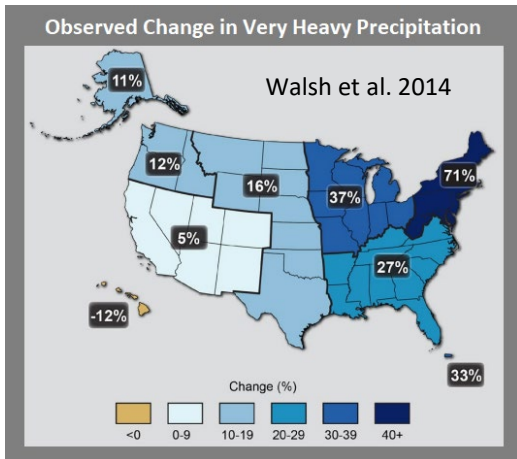 Observed Change in Very Heavy Precipitation
Walsh et al. 2014
11%
12%
16%
37%
71%
5%
27%
-12%
33%
Change (%)
<0 0-9 10-19 20-29 30-39 40+